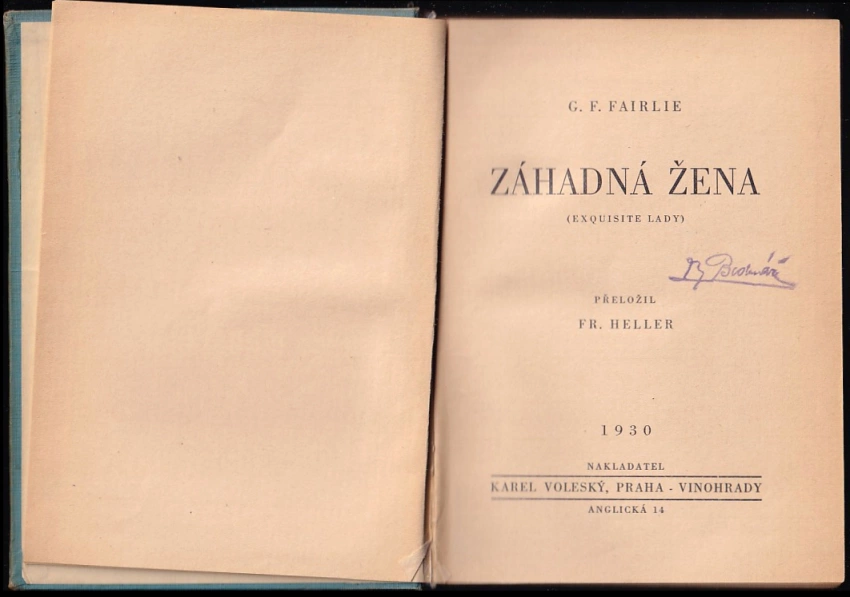 G. F. FAIRLIE
ZÁHADNÁ ŽENA
(EXQUISITE LADY)
PŘELOŽIL
FR. HELLER
1930
NAKLADATEL
KAREL VOLESKÝ, PRAHA - VINOHRADY
ANGLICKÁ 14